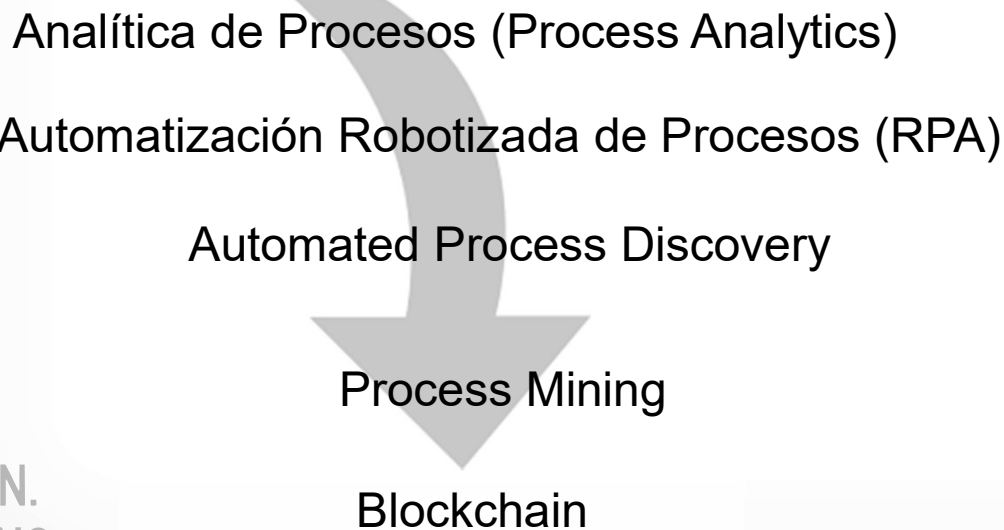 Analítica de Procesos (Process Analytics)
Automatización Robotizada de Procesos (RPA)
Automated Process Discovery
Process Mining
N.
Blockchain